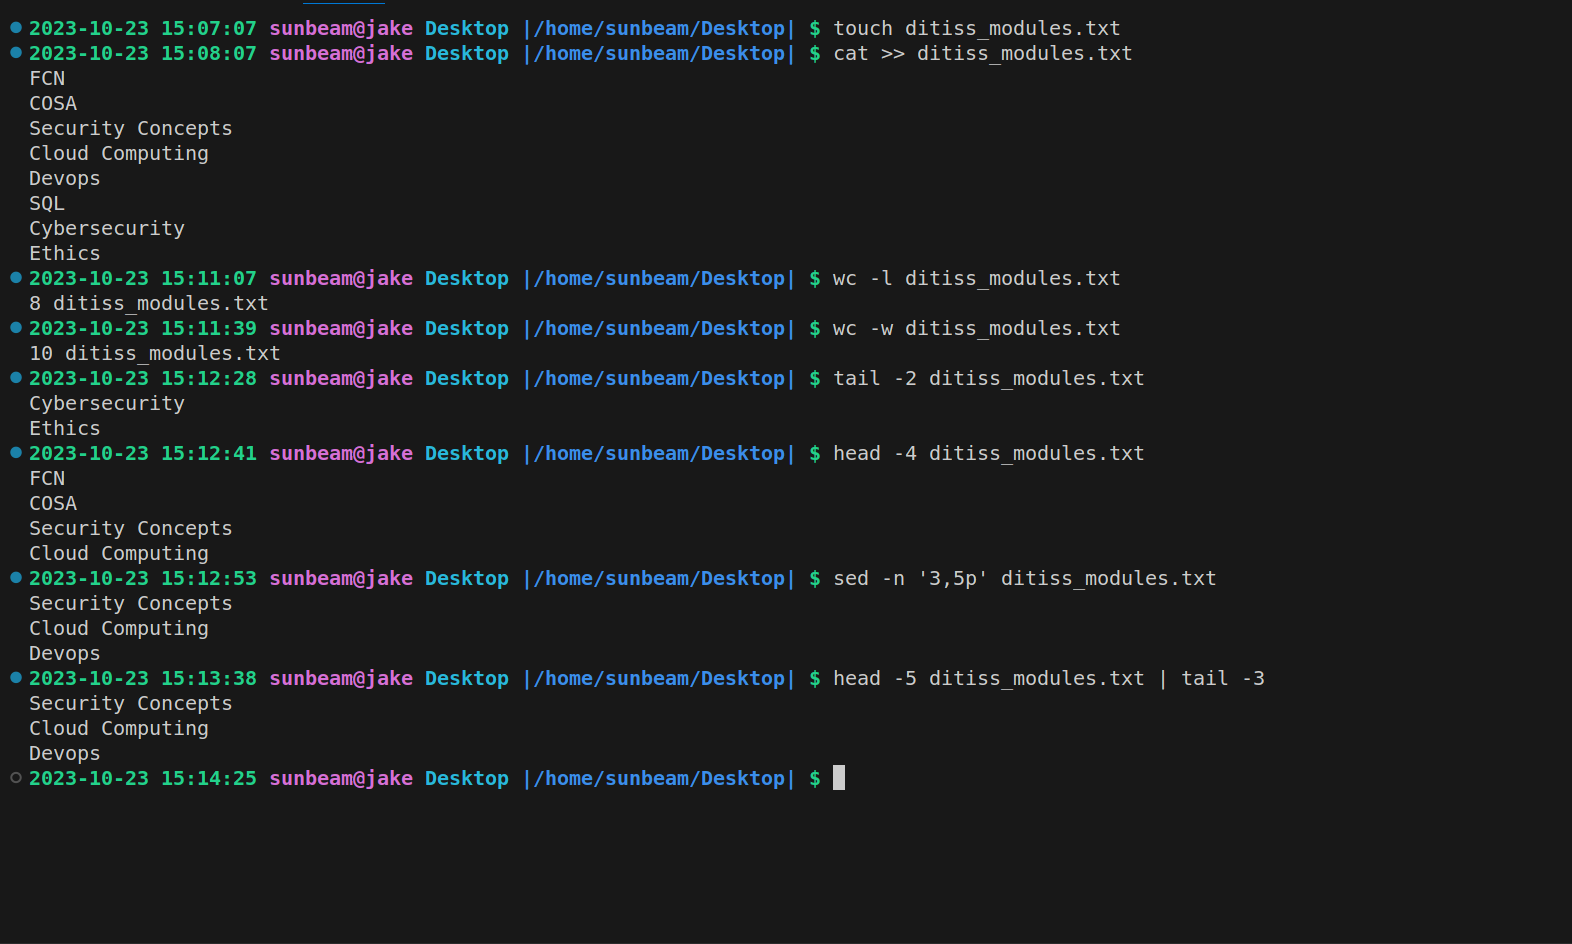 2023-10-23 15:07:07 sunbeam@jake Desktop |/home/sunbeam/Desktop| $ touch ditiss_modules.txt
2023-10-23 15:08:07 sunbeam@jake Desktop |/home/sunbeam/Desktop| $ cat >> ditiss_modules.txt
FCN
COSA
Security Concepts
Cloud Computing
Devops
SQL
Cybersecurity
Ethics
2023-10-23 15:11:07 sunbeam@jake Desktop |/home/sunbeam/Desktop| $ wc -l ditiss_modules.txt
8 ditiss_modules.txt
2023-10-23 15:11:39 sunbeam@jake Desktop |/home/sunbeam/Desktop| $ wc -w ditiss_modules.txt
10 ditiss_modules.txt
2023-10-23 15:12:28 sunbeam@jake Desktop |/home/sunbeam/Desktop| $ tail -2 ditiss_modules.txt
Cybersecurity
Ethics
2023-10-23 15:12:41 sunbeam@jake Desktop |/home/sunbeam/Desktop| $ head -4 ditiss_modules.txt
FCN
COSA
Security Concepts
Cloud Computing
2023-10-23 15:12:53 sunbeam@jake Desktop |/home/sunbeam/Desktop| $ sed -n '3,5p' ditiss_modules.txt
Security Concepts
Cloud Computing
Devops
2023-10-23 15:13:38 sunbeam@jake Desktop |/home/sunbeam/Desktop| $ head -5 ditiss_modules.txt | tail -3
Security Concepts
Cloud Computing
Devops
2023-10-23 15:14:25 sunbeam@jake Desktop |/home/sunbeam/Desktop| $